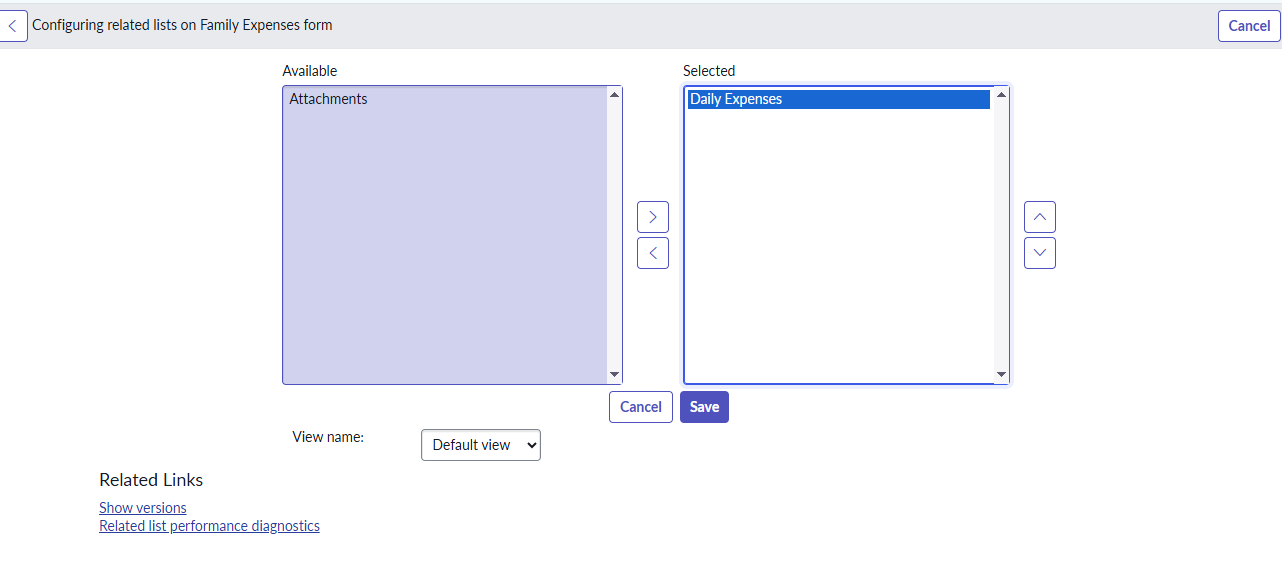 Configuring related lists on Family Expenses form
Cancel
Available
Selected
Attachments
Daily Expenses
Cancel
Save
View name:
Default view
Related Links
Show versions
Related list performance diagnostics